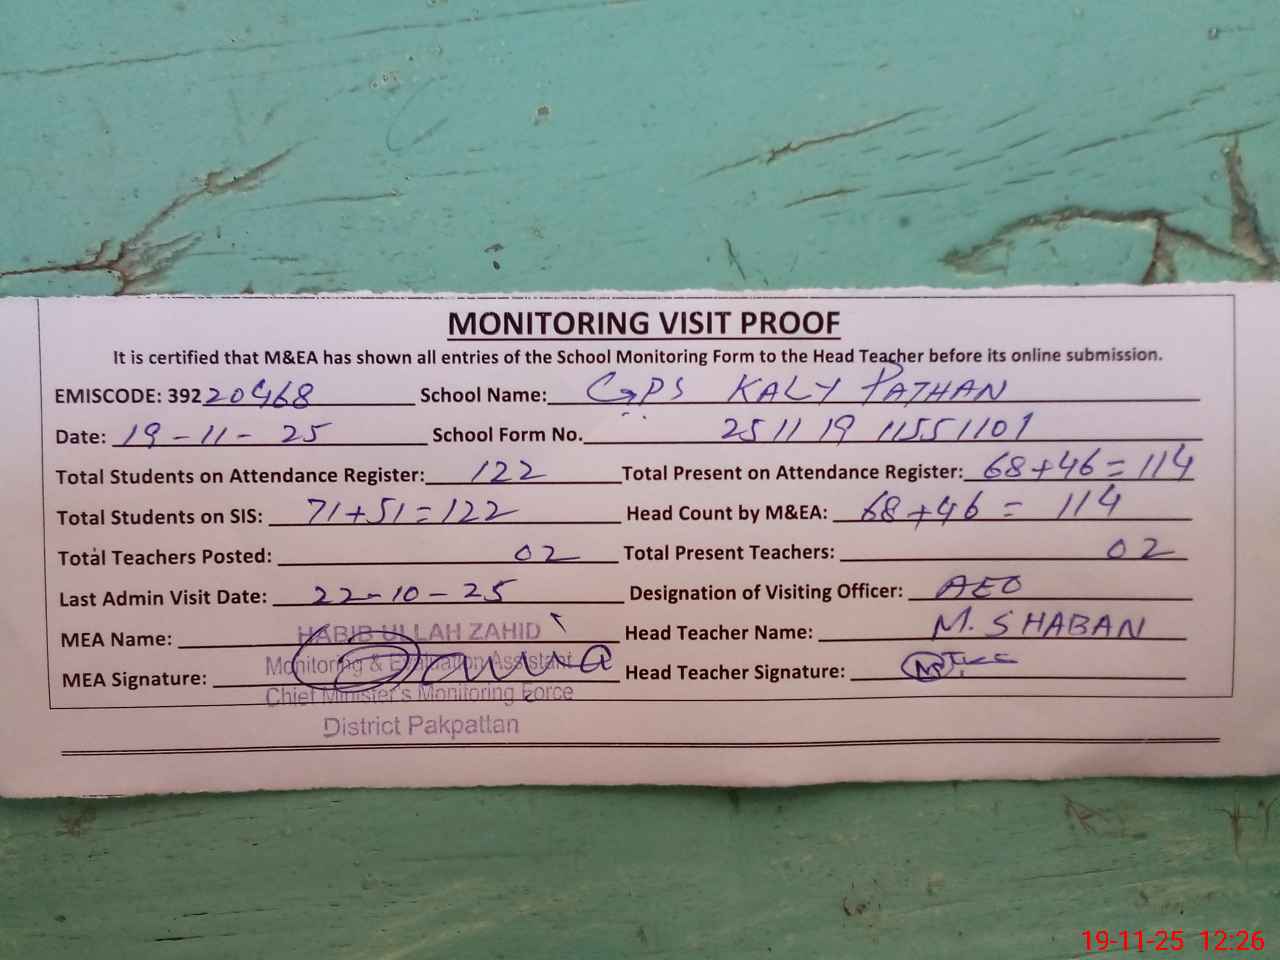 MONITORING VISIT PROOF
It is certified that M&EA has shown all entries of the School Monitoring Form to the Head Teacher before its online submission.
EMISCODE: 39220468 School Name: GPS KALY PATHAN
Date: 19-11-25 School Form No. 251119 11551101
Total Students on Attendance Register: 122 Total Present on Attendance Register: 68+46=114
Total Students on SIS: 71+51=122 Head Count by M&EA: 68+46=114
Total Teachers Posted: 02 Total Present Teachers: 02
Last Admin Visit Date: 22-10-25 Designation of Visiting Officer: AEO
MEA Name: HABIB ULLAH ZAHID Head Teacher Name: M. SHABAN
Monitoring & Evaluation Assistant
MEA Signature: Head Teacher Signature:
Chief Minister's Monitoring Force
District Pakpattan
19-11-25 12:26